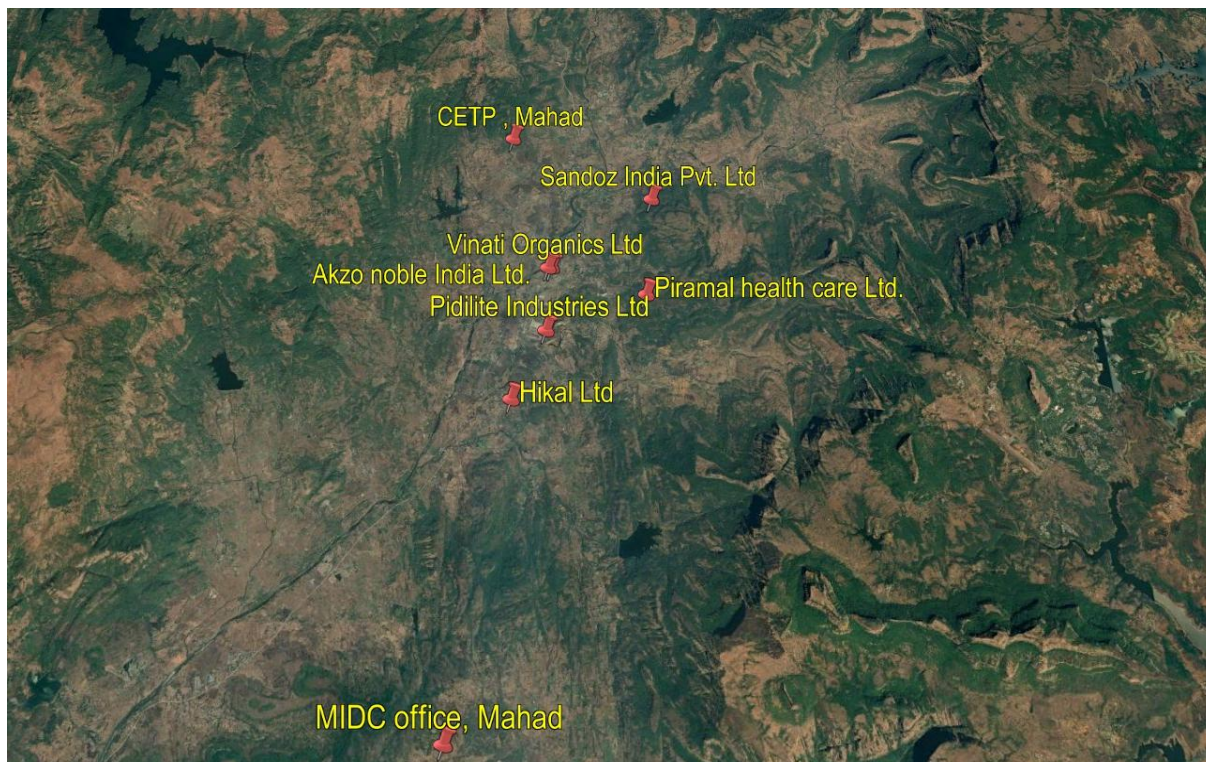 CETP , Mahad
Sandoz India Pvt. Ltd
Vinati Organics Ltd
Akzo noble India Ltd.
Piramal health care Ltd.
Pidilite Industries Ltd
Hikal Ltd
MIDC office, Mahad